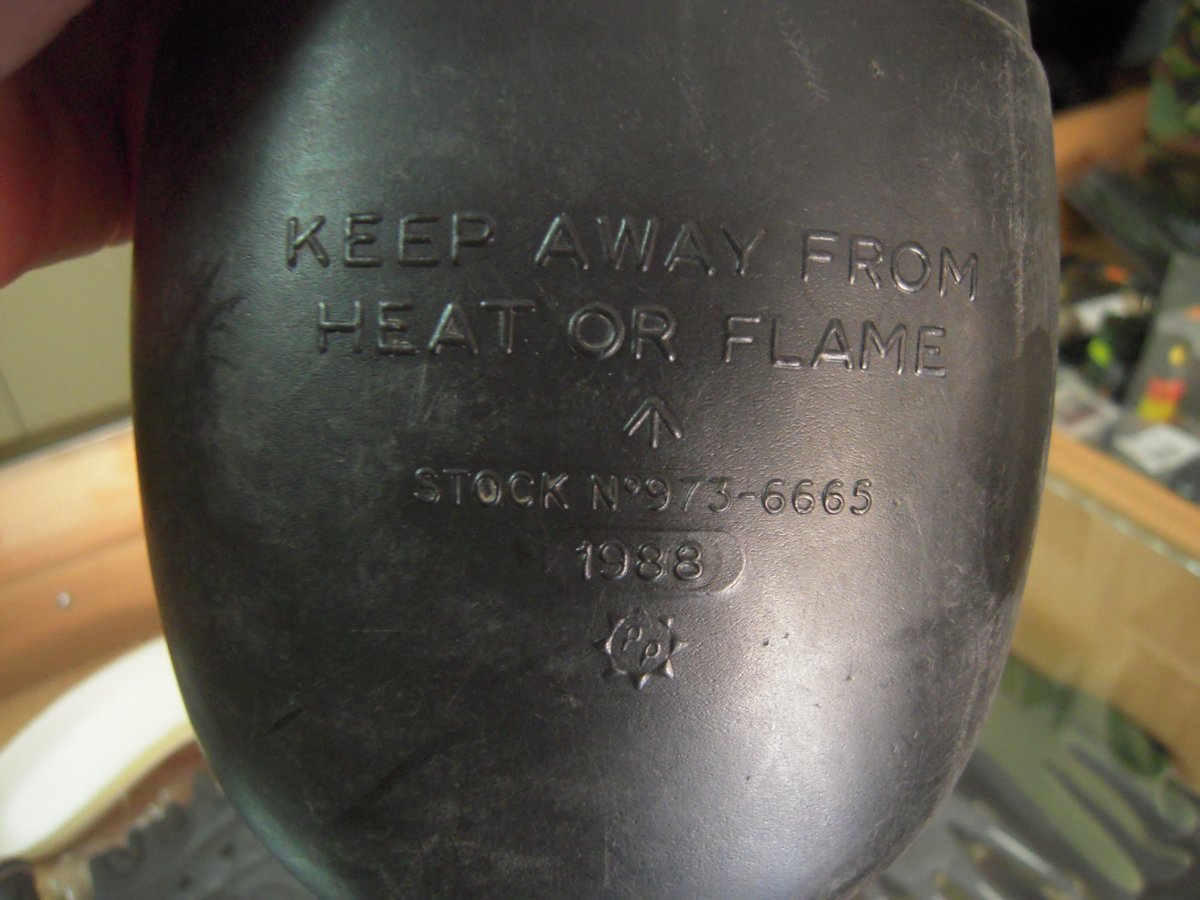 KEEP AWAY FROM
HEAT OR FLAME
↑
STOCK Nº973-6665
1988
PP